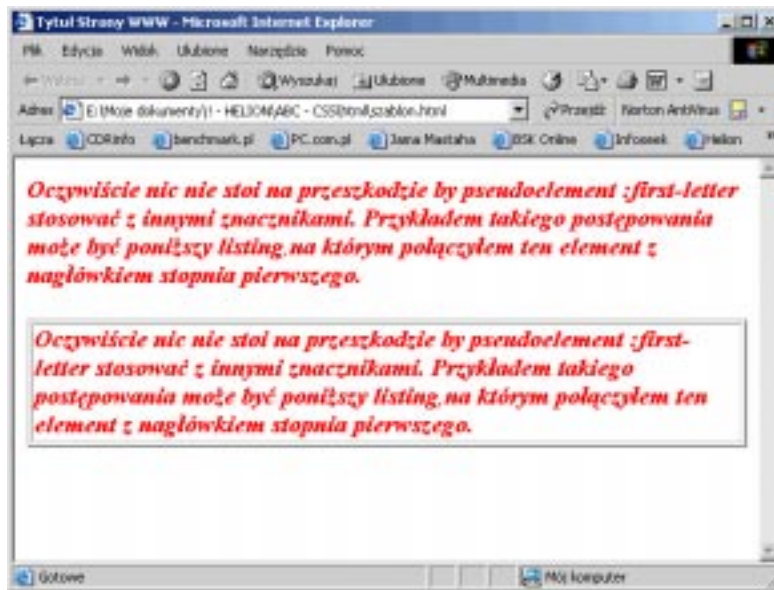 Tytuł Strony WWW - Microsoft Internet Explorer
Plik Edycja Widok Ulubione Narzędzia Pomoc
Wstecz Wyszukaj Ulubione Multimedia
Adres E:\Moje dokumenty\! - HELION\ABC - CSS\html\szablon.html Przejdź Norton AntiVirus
Łącza CDRinfo benchmark.pl PC.com.pl Jama Mastaha BSK Online Infoseek Helion
Oczywiście nic nie stoi na przeszkodzie by pseudoelement :first-letter
stosować z innymi znacznikami. Przykładem takiego postępowania
może być poniższy listing, na którym połączyłem ten element z
nagłówkiem stopnia pierwszego.
Oczywiście nic nie stoi na przeszkodzie by pseudoelement :first-
letter stosować z innymi znacznikami. Przykładem takiego
postępowania może być poniższy listing, na którym połączyłem ten
element z nagłówkiem stopnia pierwszego.
Gotowe Mój komputer